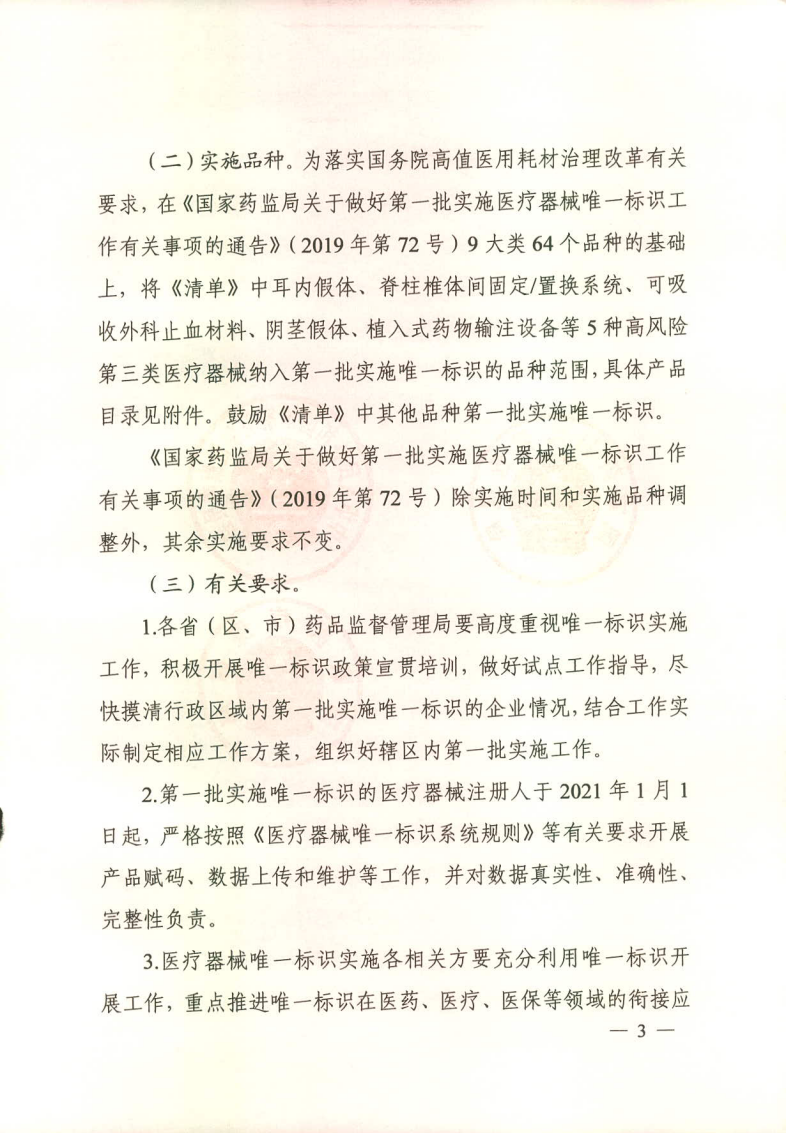 （二）实施品种。为落实国务院高值医用耗材治理改革有关
要求，在《国家药监局关于做好第一批实施医疗器械唯一标识工
作有关事项的通告》（2019 年第 72 号）9 大类 64 个品种的基础
上，将《清单》中耳内假体、脊柱椎体间固定/置换系统、可吸
收外科止血材料、阴茎假体、植入式药物输注设备等 5 种高风险
第三类医疗器械纳入第一批实施唯一标识的品种范围，具体产品
目录见附件。鼓励《清单》中其他品种第一批实施唯一标识。
《国家药监局关于做好第一批实施医疗器械唯一标识工作
有关事项的通告》（2019 年第 72 号）除实施时间和实施品种调
整外，其余实施要求不变。
（三）有关要求。
1.各省（区、市）药品监督管理局要高度重视唯一标识实施
工作，积极开展唯一标识政策宣贯培训，做好试点工作指导，尽
快摸清行政区域内第一批实施唯一标识的企业情况，结合工作实
际制定相应工作方案，组织好辖区内第一批实施工作。
2.第一批实施唯一标识的医疗器械注册人于 2021 年 1 月 1
日起，严格按照《医疗器械唯一标识系统规则》等有关要求开展
产品赋码、数据上传和维护等工作，并对数据真实性、准确性、
完整性负责。
3.医疗器械唯一标识实施各相关方要充分利用唯一标识开
展工作，重点推进唯一标识在医药、医疗、医保等领域的衔接应
— 3 —